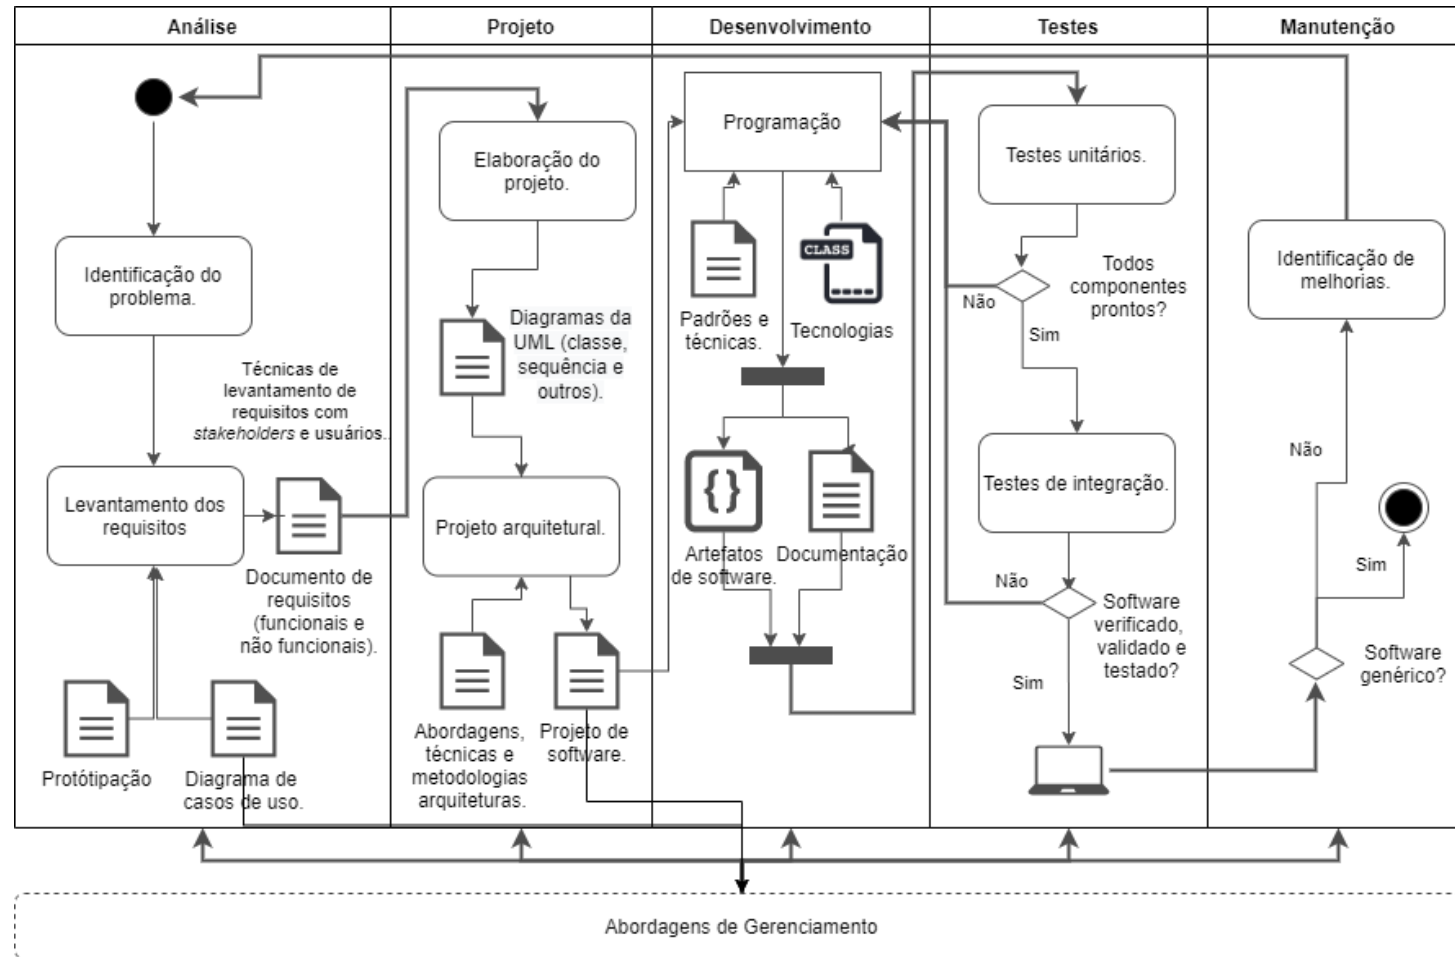 Análise
Projeto
Desenvolvimento
Testes
Manutenção
Identificação do
problema.
Técnicas de
levantamento de
requisitos com
stakeholders e usuários..
Levantamento dos
requisitos
Documento de
requisitos
(funcionais e
não funcionais).
Protótipação
Diagrama de
casos de uso.
Elaboração do
projeto.
Diagramas da
UML (classe,
sequência e
outros).
Projeto arquitetural.
Abordagens,
técnicas e
metodologias
arquiteturas.
Projeto de
software.
Programação
Padrões e
técnicas.
CLASS
Tecnologias
{}
Artefatos
de software.
Documentação
Testes unitários.
Todos
componentes
prontos?
Não
Sim
Testes de integração.
Não
Software
verificado,
validado e
testado?
Sim
Identificação de
melhorias.
Não
Sim
Software
genérico?
Abordagens de Gerenciamento